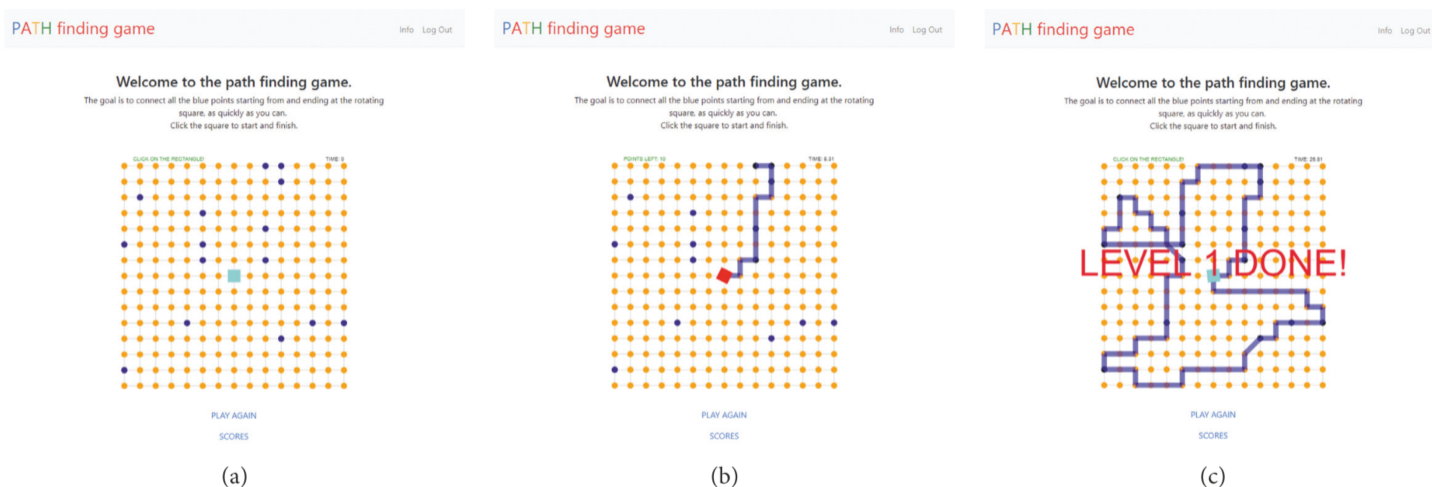 PATH finding game
Info Log Out
Welcome to the path finding game.
The goal is to connect all the blue points starting from and ending at the rotating
square, as quickly as you can.
Click the square to start and finish.
CLICK ON THE RECTANGLE!
TIME: 0
PLAY AGAIN
SCORES
(a)
PATH finding game
Info Log Out
Welcome to the path finding game.
The goal is to connect all the blue points starting from and ending at the rotating
square, as quickly as you can.
Click the square to start and finish.
POINTS LEFT: 10
TIME: 8.31
PLAY AGAIN
SCORES
(b)
PATH finding game
Info Log Out
Welcome to the path finding game.
The goal is to connect all the blue points starting from and ending at the rotating
square, as quickly as you can.
Click the square to start and finish.
CLICK ON THE RECTANGLE!
TIME:
LEVEL 1 DONE!
PLAY AGAIN
SCORES
(c)